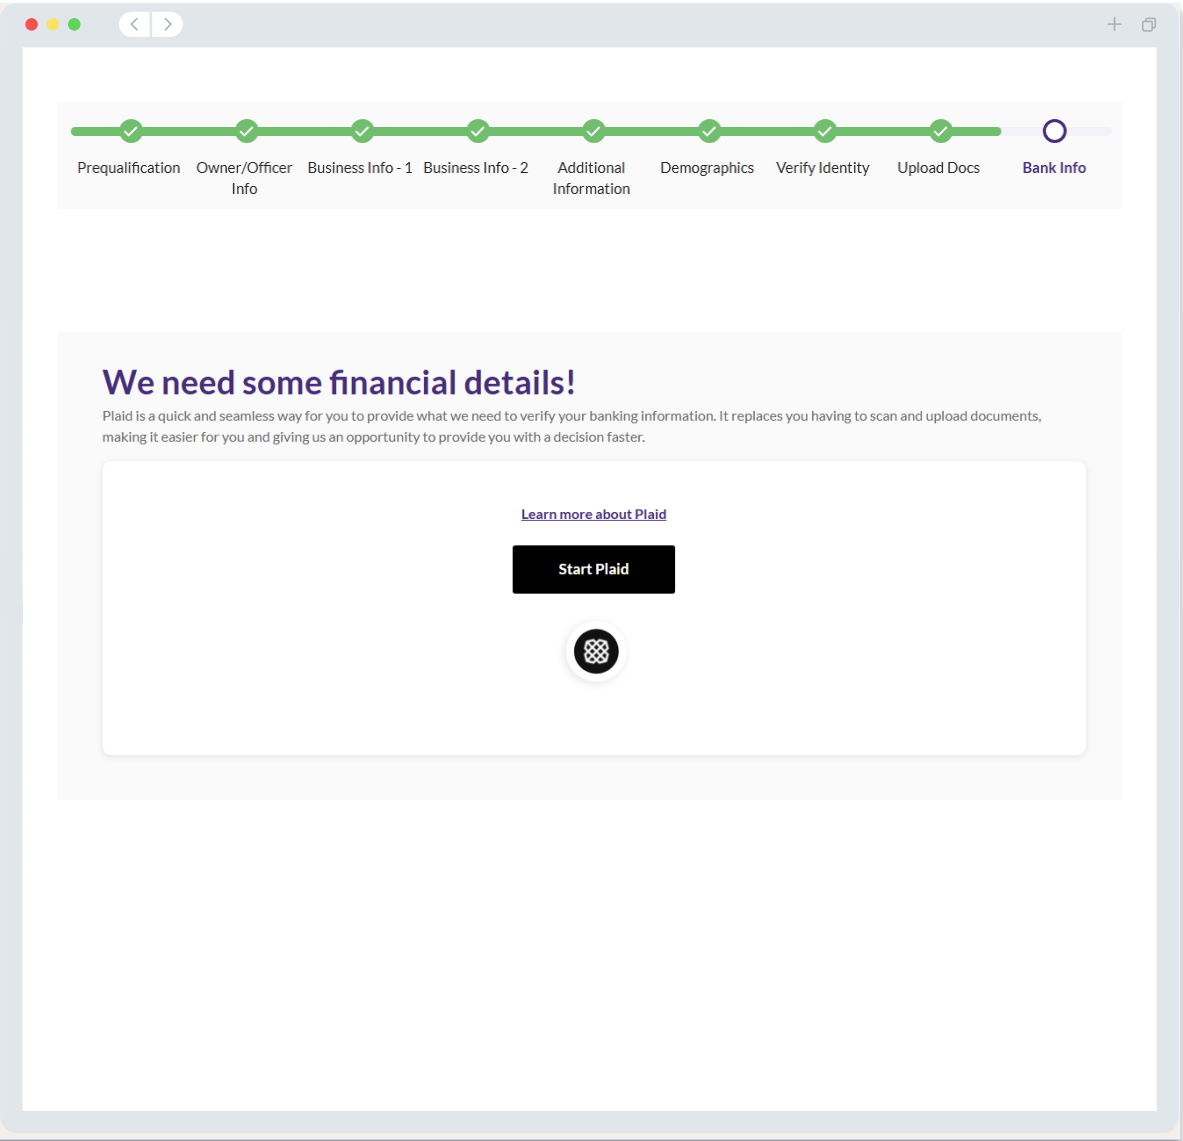 Prequalification
Owner/Officer
Info
Business Info - 1
Business Info - 2
Additional
Information
Demographics
Verify Identity
Upload Docs
Bank Info
We need some financial details!
Plaid is a quick and seamless way for you to provide what we need to verify your banking information. It replaces you having to scan and upload documents,
making it easier for you and giving us an opportunity to provide you with a decision faster.
Learn more about Plaid
Start Plaid